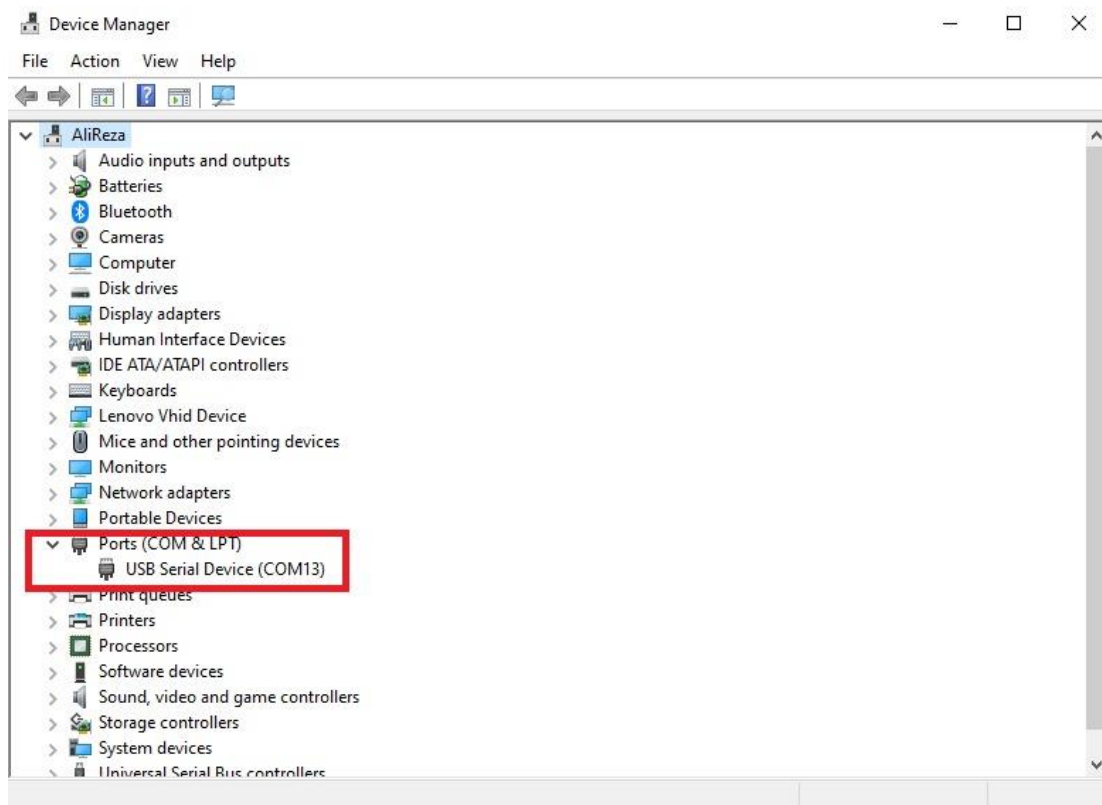 Device Manager
File Action View Help
AliReza
Audio inputs and outputs
Batteries
Bluetooth
Cameras
Computer
Disk drives
Display adapters
Human Interface Devices
IDE ATA/ATAPI controllers
Keyboards
Lenovo Vhid Device
Mice and other pointing devices
Monitors
Network adapters
Portable Devices
Ports (COM & LPT)
USB Serial Device (COM13)
Print queues
Printers
Processors
Software devices
Sound, video and game controllers
Storage controllers
System devices
Universal Serial Bus controllers